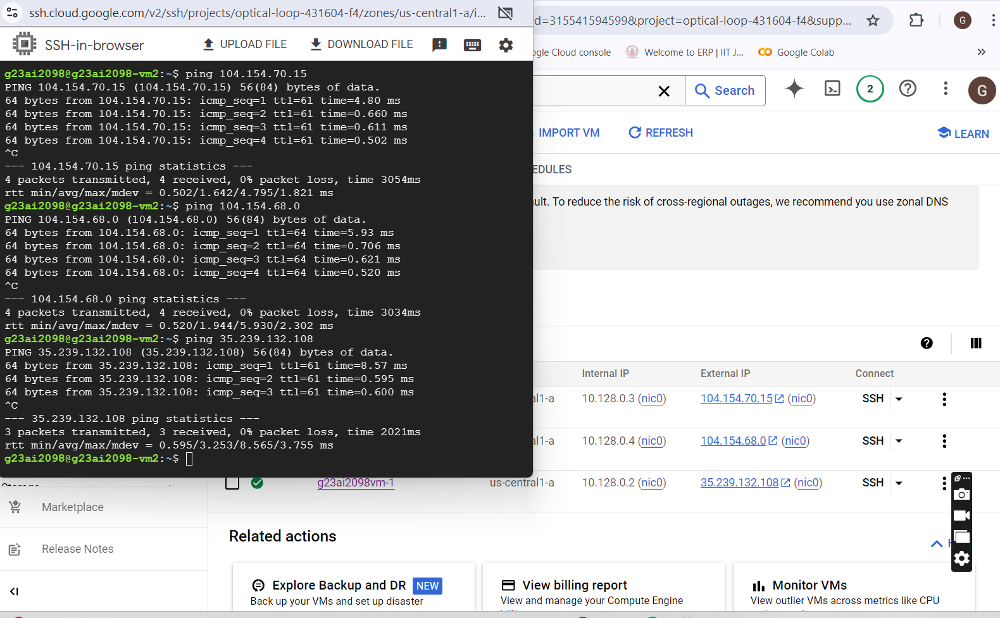 ssh.cloud.google.com/v2/ssh/projects/optical-loop-431604-f4/zones/us-central1-a/i...
SSH-in-browser
UPLOAD FILE
DOWNLOAD FILE
g23ai2098@g23ai2098-vm2:~$ ping 104.154.70.15
PING 104.154.70.15 (104.154.70.15) 56(84) bytes of data.
64 bytes from 104.154.70.15: icmp_seq=1 ttl=61 time=4.80 ms
64 bytes from 104.154.70.15: icmp_seq=2 ttl=61 time=0.660 ms
64 bytes from 104.154.70.15: icmp_seq=3 ttl=61 time=0.611 ms
64 bytes from 104.154.70.15: icmp_seq=4 ttl=61 time=0.502 ms
^C
--- 104.154.70.15 ping statistics ---
4 packets transmitted, 4 received, 0% packet loss, time 3054ms
rtt min/avg/max/mdev = 0.502/1.642/4.795/1.821 ms
g23ai2098@g23ai2098-vm2:~$ ping 104.154.68.0
PING 104.154.68.0 (104.154.68.0) 56(84) bytes of data.
64 bytes from 104.154.68.0: icmp_seq=1 ttl=64 time=5.93 ms
64 bytes from 104.154.68.0: icmp_seq=2 ttl=64 time=0.706 ms
64 bytes from 104.154.68.0: icmp_seq=3 ttl=64 time=0.621 ms
64 bytes from 104.154.68.0: icmp_seq=4 ttl=64 time=0.520 ms
^C
--- 104.154.68.0 ping statistics ---
4 packets transmitted, 4 received, 0% packet loss, time 3034ms
rtt min/avg/max/mdev = 0.520/1.944/5.930/2.302 ms
g23ai2098@g23ai2098-vm2:~$ ping 35.239.132.108
PING 35.239.132.108 (35.239.132.108) 56(84) bytes of data.
64 bytes from 35.239.132.108: icmp_seq=1 ttl=61 time=8.57 ms
64 bytes from 35.239.132.108: icmp_seq=2 ttl=61 time=0.595 ms
64 bytes from 35.239.132.108: icmp_seq=3 ttl=61 time=0.600 ms
^C
--- 35.239.132.108 ping statistics ---
3 packets transmitted, 3 received, 0% packet loss, time 2021ms
rtt min/avg/max/mdev = 0.595/3.253/8.565/3.755 ms
g23ai2098@g23ai2098-vm2:~$
d=315541594599&project=optical-loop-431604-f4&supp...
G
ogle Cloud console
Welcome to ERP | IIT J...
Google Colab
Search
2
G
IMPORT VM
REFRESH
LEARN
EDULES
ult. To reduce the risk of cross-regional outages, we recommend you use zonal DNS
Internal IP External IP Connect
al1-a 10.128.0.3 (nic0) 104.154.70.15 (nic0) SSH
al1-a 10.128.0.4 (nic0) 104.154.68.0 (nic0) SSH
g23ai2098vm-1 us-central1-a 10.128.0.2 (nic0) 35.239.132.108 (nic0) SSH
Marketplace
Release Notes
Related actions
Explore Backup and DR NEW
Back up your VMs and set up disaster
View billing report
View and manage your Compute Engine
Monitor VMs
View outlier VMs across metrics like CPU